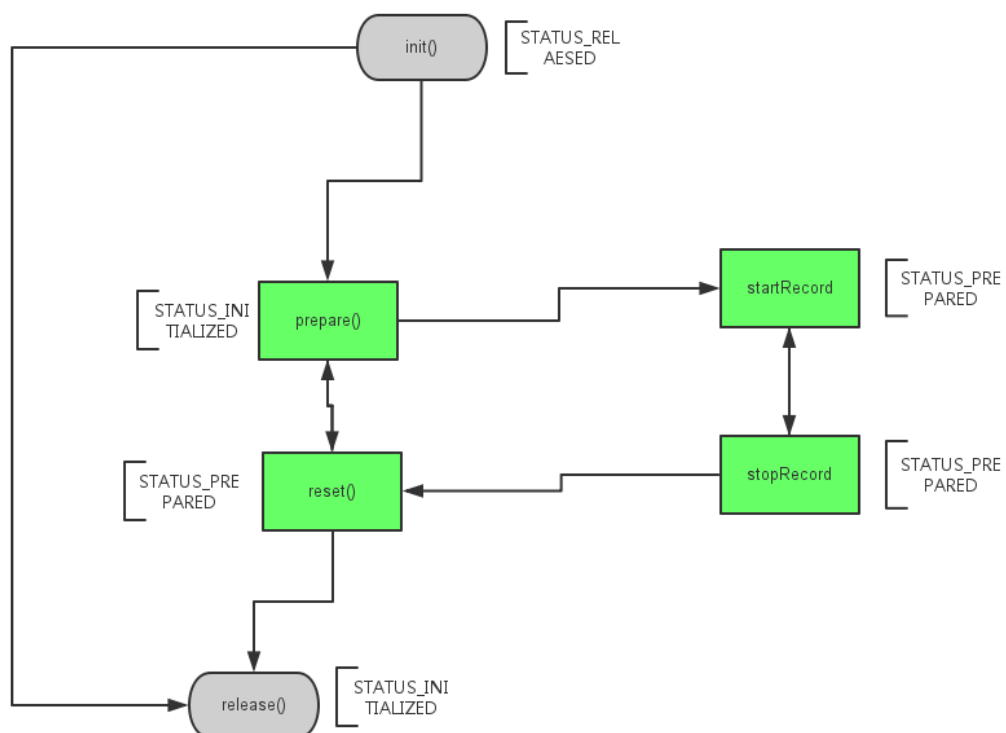 init()
STATUS_REL
AESED
STATUS_INI
TIALIZED
prepare()
startRecord
STATUS_PRE
PARED
STATUS_PRE
PARED
reset()
stopRecord
STATUS_PRE
PARED
release()
STATUS_INI
TIALIZED